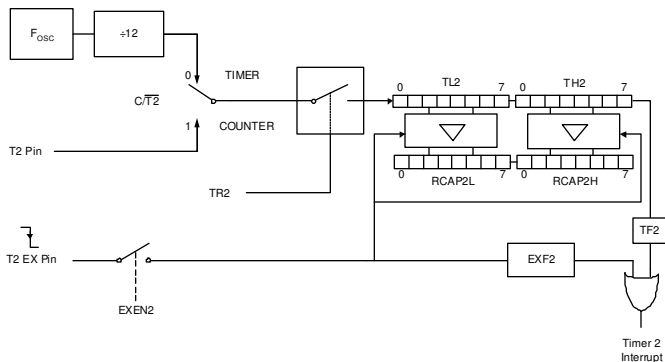 FOSC
÷12
0
TIMER
C/T2
1
COUNTER
T2 Pin
TR2
0
TL2
7
0
TH2
7
0
7
0
7
RCAP2L
RCAP2H
TF2
T2 EX Pin
EXF2
EXEN2
Timer 2
Interrupt